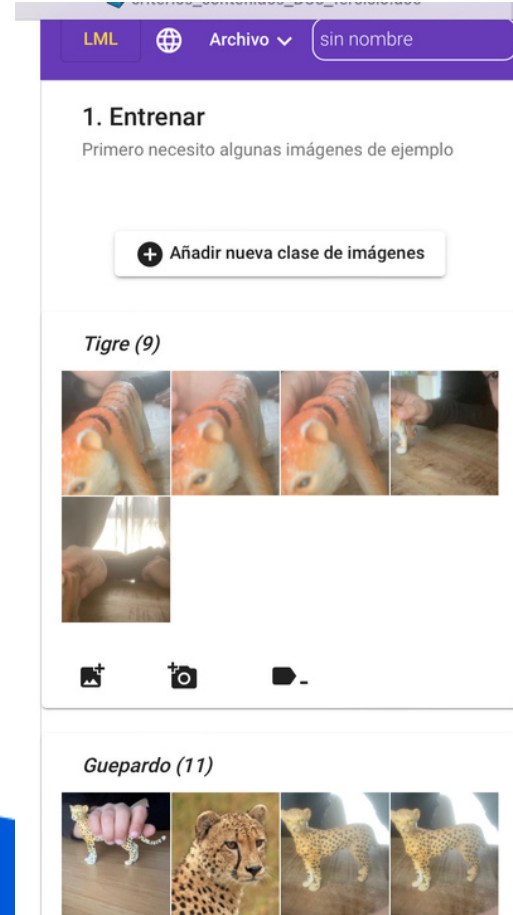 LML Archivo sin nombre
1. Entrenar
Primero necesito algunas imágenes de ejemplo
Añadir nueva clase de imágenes
Tigre (9)
Guepardo (11)